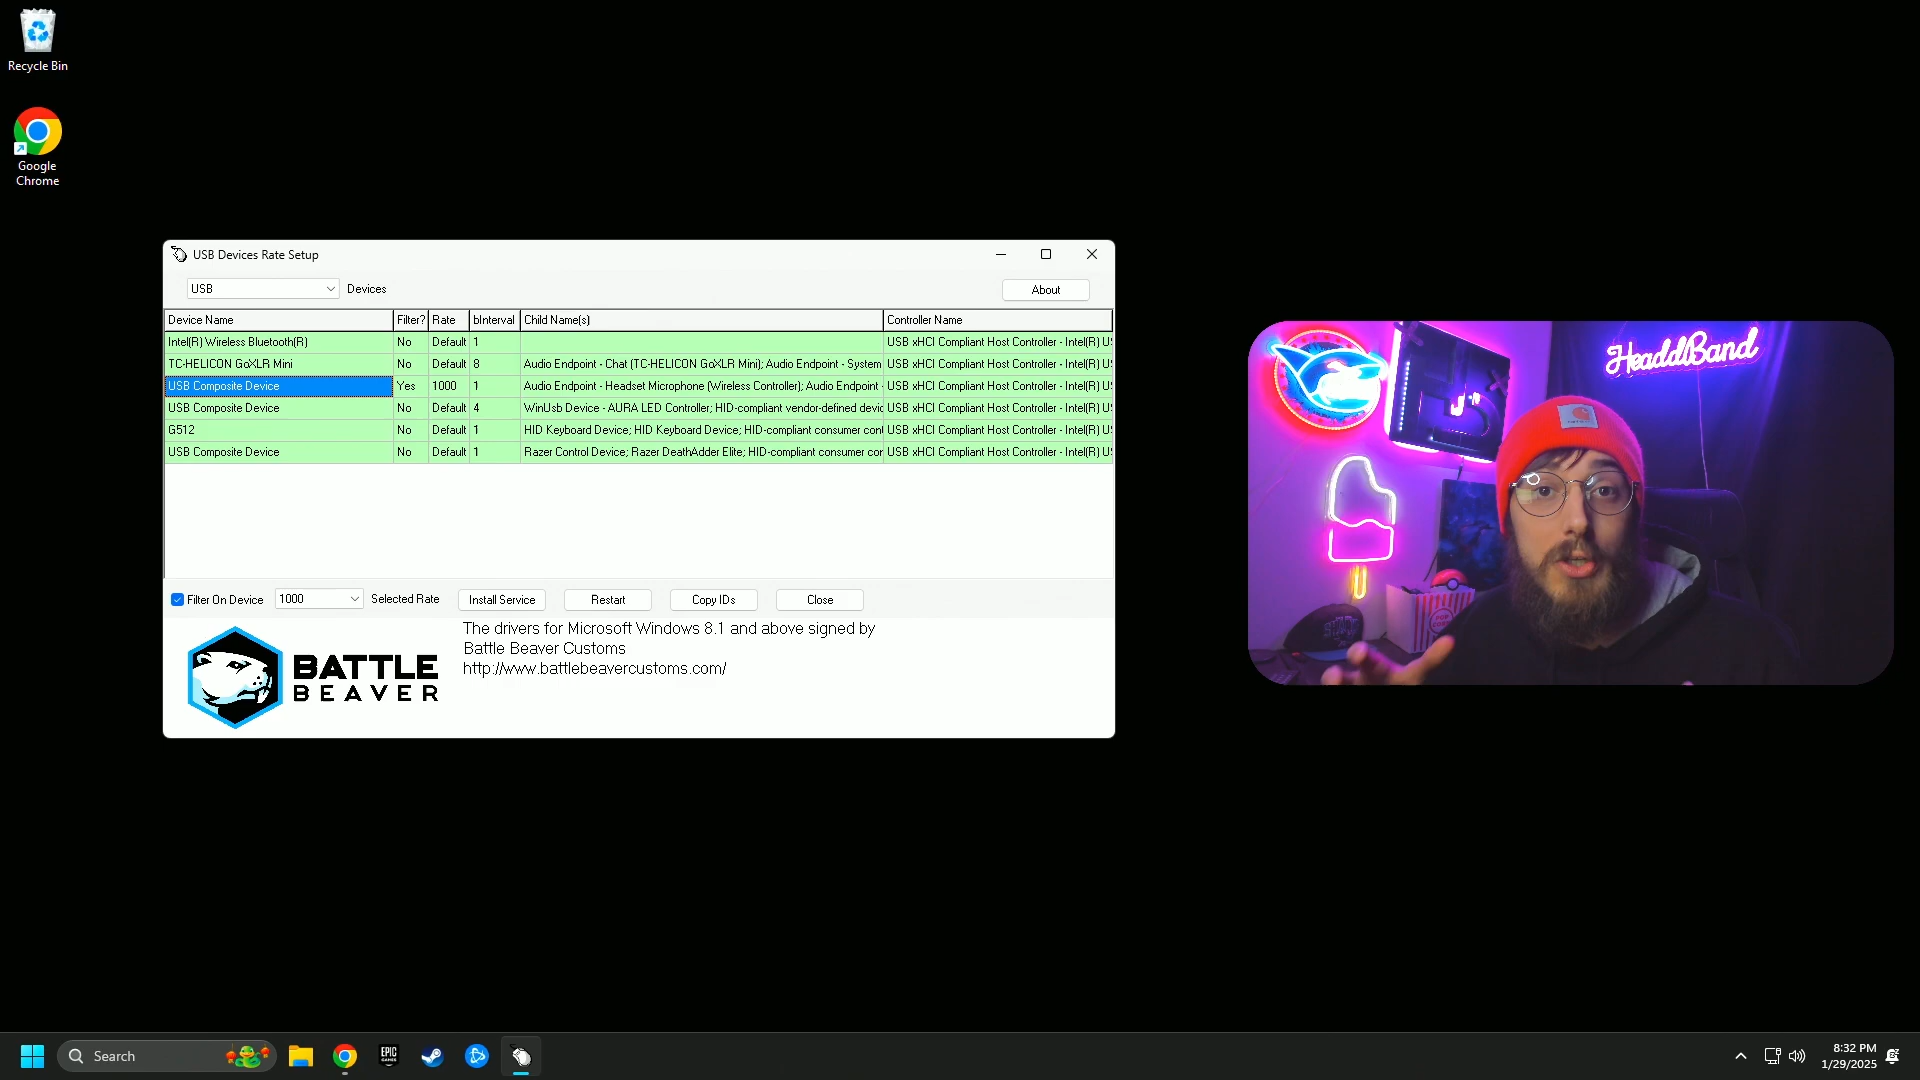 Recycle Bin
Google
Chrome
USB Devices Rate Setup
USB Devices About
Device Name Filter? Rate bInterval Child Name(s) Controller Name
Intel(R) Wireless Bluetooth(R) No Default 1 USB xHCI Compliant Host Controller - Intel(R) U
TC-HELICON GoXLR Mini No Default 8 Audio Endpoint - Chat (TC-HELICON GoXLR Mini); Audio Endpoint - System USB xHCI Compliant Host Controller - Intel(R) U
USB Composite Device Yes 1000 1 Audio Endpoint - Headset Microphone (Wireless Controller); Audio Endpoint - USB xHCI Compliant Host Controller - Intel(R) U
USB Composite Device No Default 4 WinUsb Device - AURA LED Controller; HID-compliant vendor-defined devic USB xHCI Compliant Host Controller - Intel(R) U
G512 No Default 1 HID Keyboard Device; HID Keyboard Device; HID-compliant consumer con USB xHCI Compliant Host Controller - Intel(R) U
USB Composite Device No Default 1 Razer Control Device; Razer DeathAdder Elite; HID-compliant consumer cor USB xHCI Compliant Host Controller - Intel(R) U
Filter On Device 1000 Selected Rate Install Service Restart Copy IDs Close
The drivers for Microsoft Windows 8.1 and above signed by
Battle Beaver Customs
http://www.battlebeavercustoms.com/
BATTLE
BEAVER
HeaddBand
Search
EPIC
GAMES
8:32 PM
1/29/2025